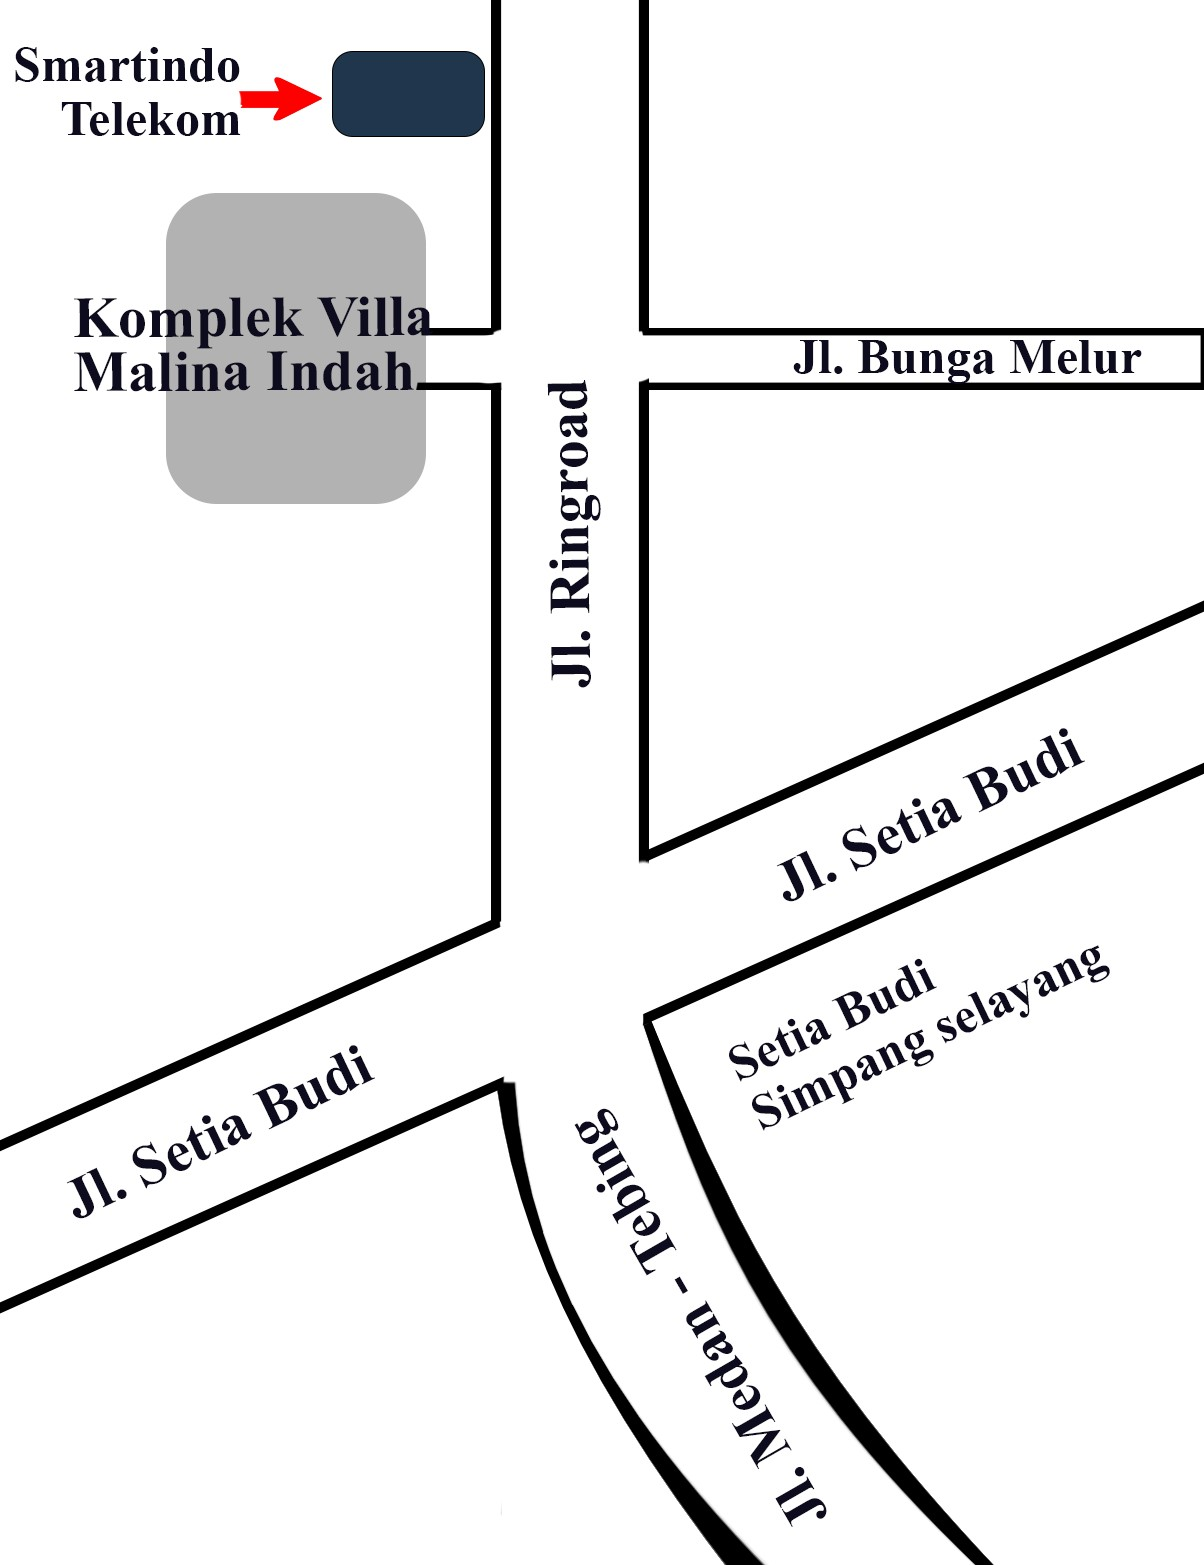 Smartindo
Telekom
Komplek Villa
Malina Indah
Jl. Bunga Melur
Jl. Ringroad
Jl. Setia Budi
Setia Budi
Simpang selayang
Jl. Setia Budi
Jl. Medan - Tebing